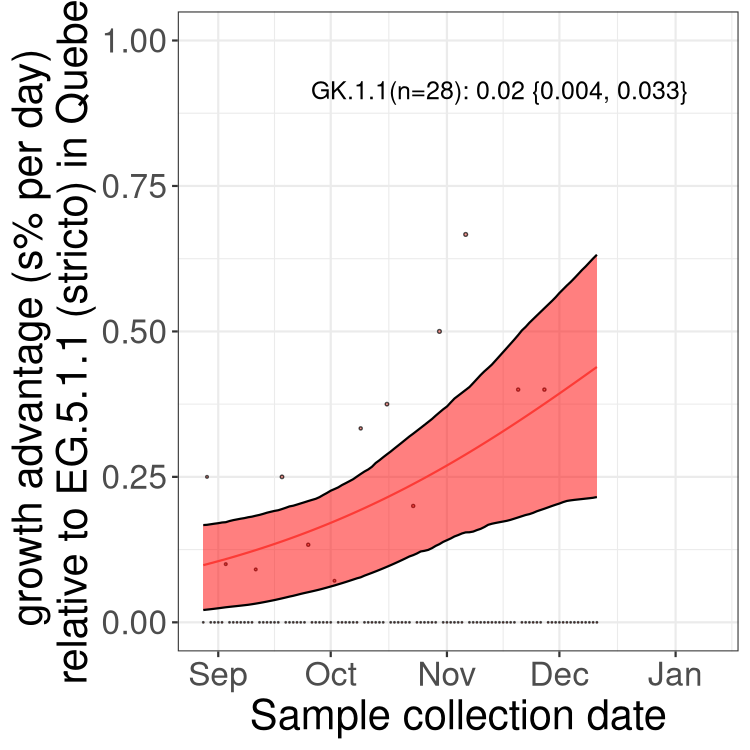 growth advantage (s% per day)
relative to EG.5.1.1 (stricto) in Quebe
1.00
0.75
0.50
0.25
0.00
GK.1.1(n=28): 0.02 {0.004, 0.033}
Sep Oct Nov Dec Jan
Sample collection date